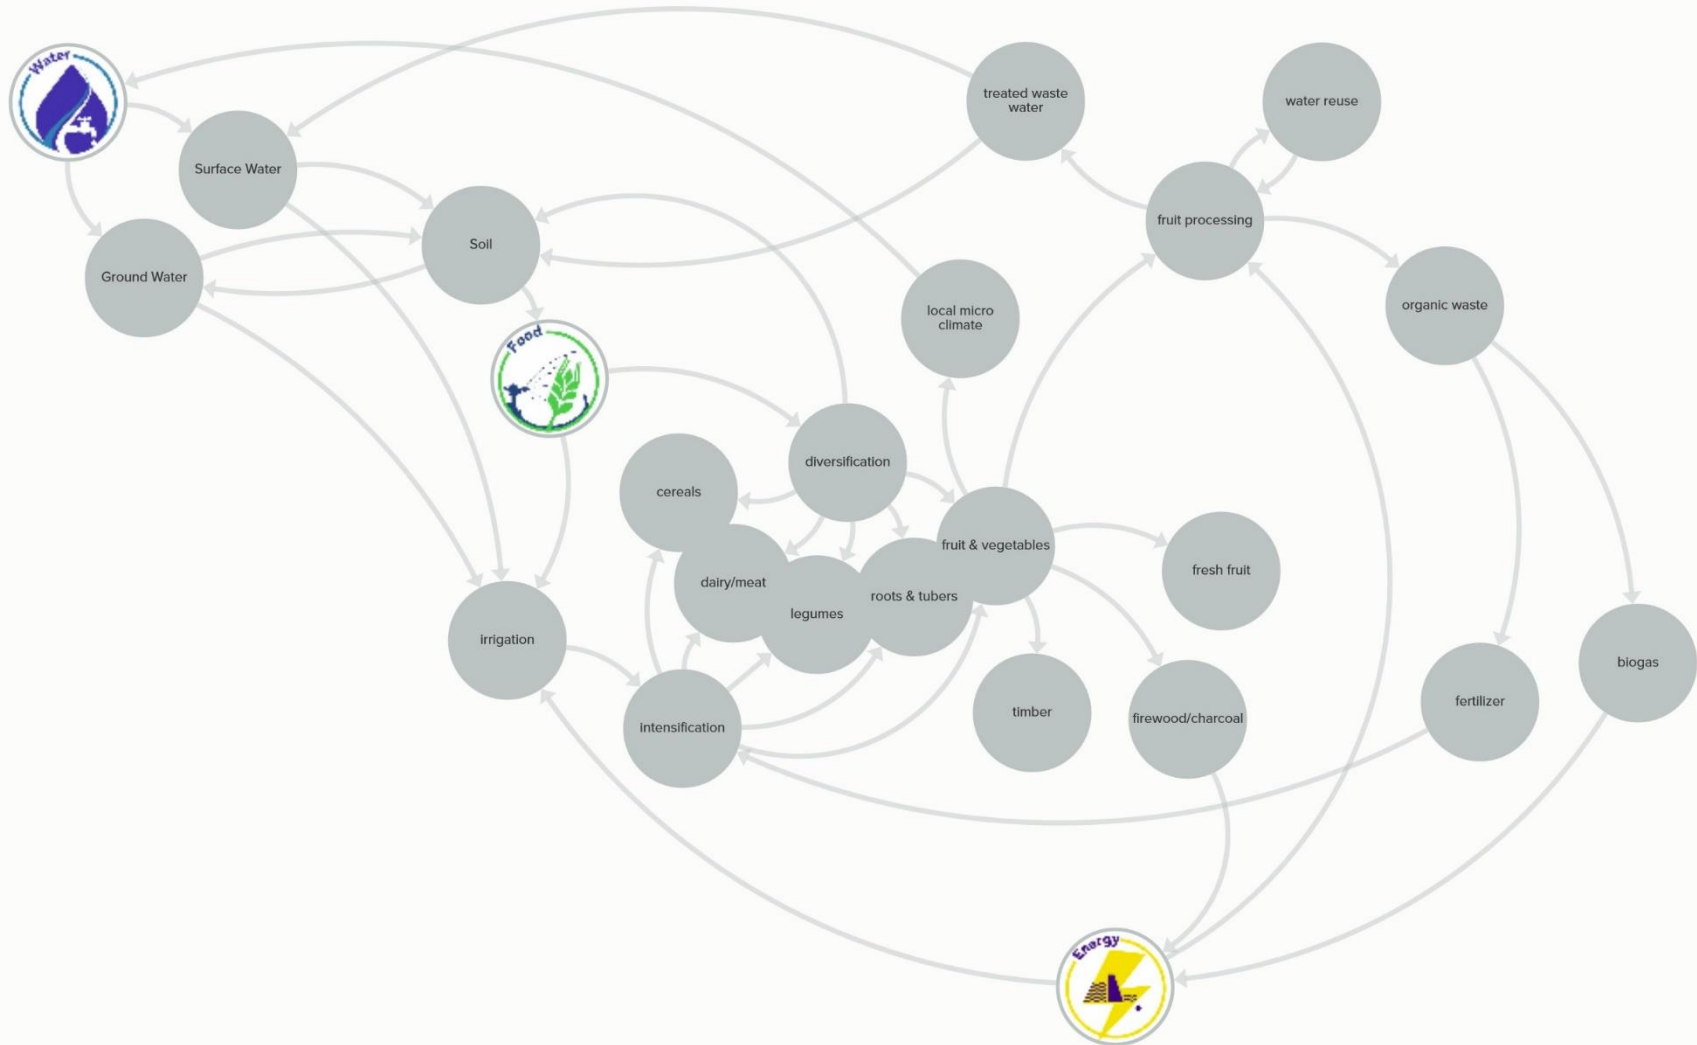 Water
treated waste
water
water reuse
Surface Water
fruit processing
Soil
Ground Water
organic waste
local micro
climate
Food
diversification
cereals
fruit & vegetables
fresh fruit
dairy/meat
roots & tubers
legumes
irrigation
biogas
fertilizer
timber
firewood/charcoal
intensification
Energy